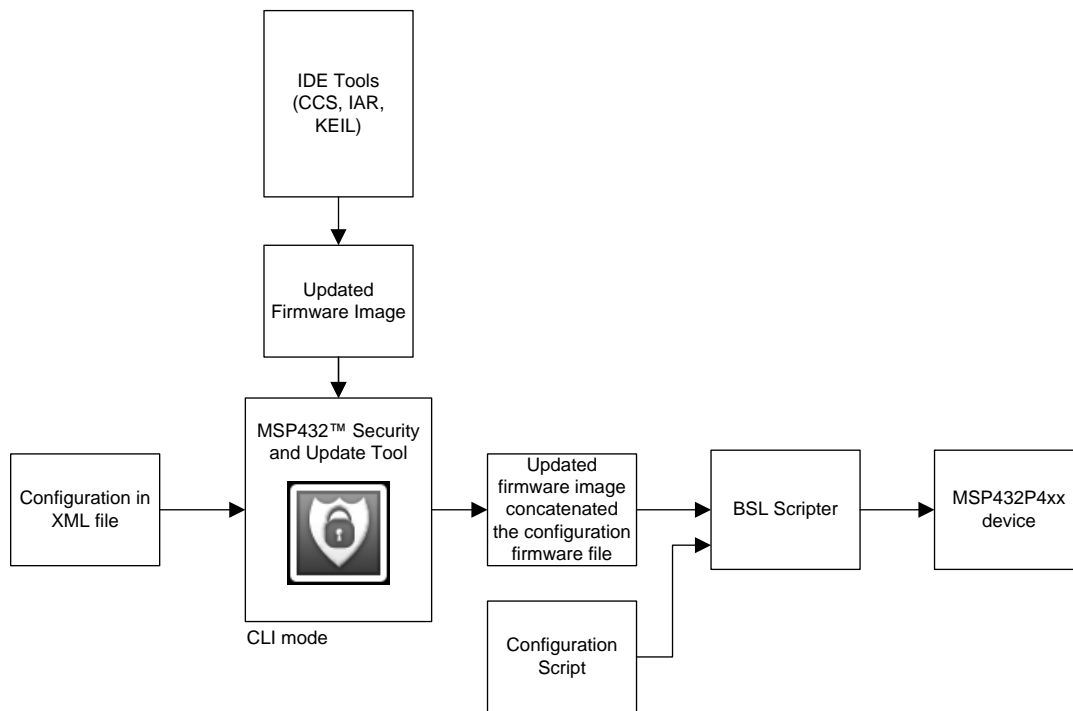 IDE Tools
(CCS, IAR,
KEIL)
Updated
Firmware Image
MSP432™ Security
and Update Tool
Configuration in
XML file
Updated
firmware image
concatenated
the configuration
firmware file
BSL Scripter
MSP432P4xx
device
CLI mode
Configuration
Script